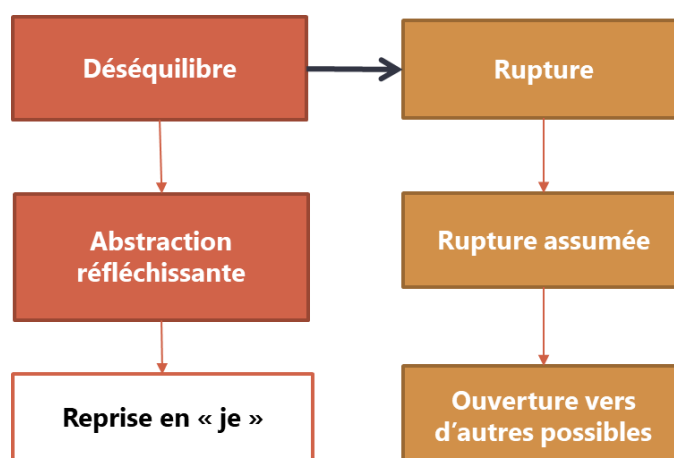 Déséquilibre
Rupture
Abstraction
réfléchissante
Rupture assumée
Reprise en « je »
Ouverture vers
d’autres possibles